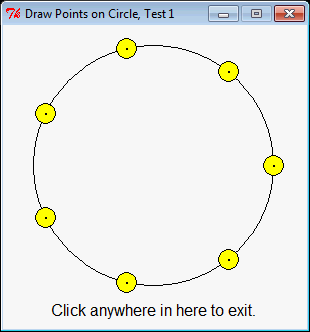 Draw Points on Circle, Test 1
Click anywhere in here to exit.